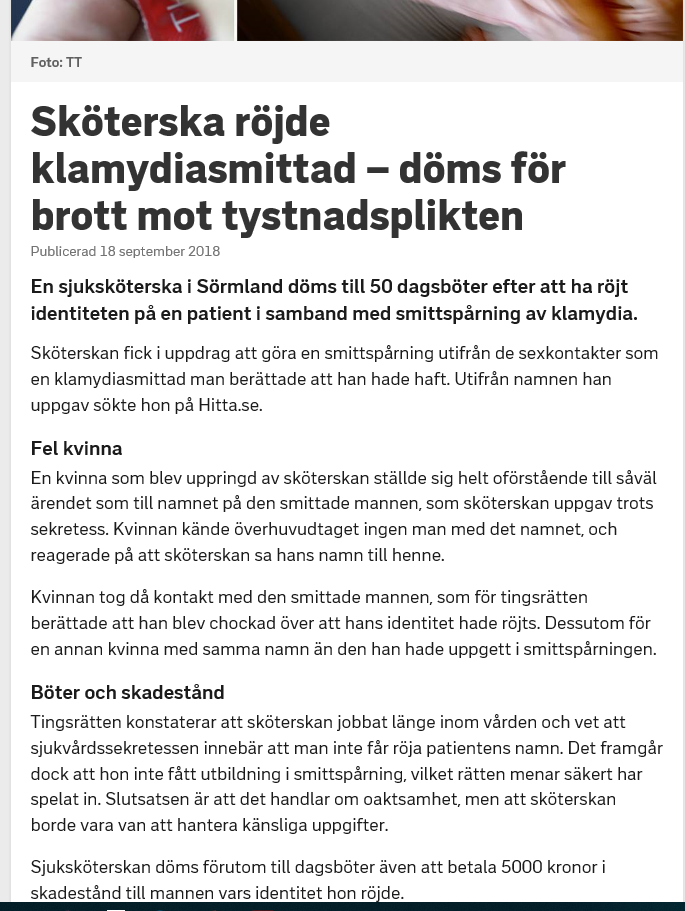 Foto: TT
Sköterska röjde
klamydiasmittad – döms för
brott mot tystnadsplikten
Publicerad 18 september 2018
En sjuksköterska i Sörmland döms till 50 dagsböter efter att ha röjt
identiteten på en patient i samband med smittspårning av klamydia.
Sköterskan fick i uppdrag att göra en smittspårning utifrån de sexkontakter som
en klamydiasmittad man berättade att han hade haft. Utifrån namnen han
uppgav sökte hon på Hitta.se.
Fel kvinna
En kvinna som blev uppringd av sköterskan ställde sig helt oförstående till såväl
ärendet som till namnet på den smittade mannen, som sköterskan uppgav trots
sekretess. Kvinnan kände överhuvudtaget ingen man med det namnet, och
reagerade på att sköterskan sa hans namn till henne.
Kvinnan tog då kontakt med den smittade mannen, som för tingsrätten
berättade att han blev chockad över att hans identitet hade röjts. Dessutom för
en annan kvinna med samma namn än den han hade uppgett i smittspårningen.
Böter och skadestånd
Tingsrätten konstaterar att sköterskan jobbat länge inom vården och vet att
sjukvårdssekretessen innebär att man inte får röja patientens namn. Det framgår
dock att hon inte fått utbildning i smittspårning, vilket rätten menar säkert har
spelat in. Slutsatsen är att det handlar om oaktsamhet, men att sköterskan
borde vara van att hantera känsliga uppgifter.
Sjuksköterskan döms förutom till dagsböter även att betala 5000 kronor i
skadestånd till mannen vars identitet hon röjde.